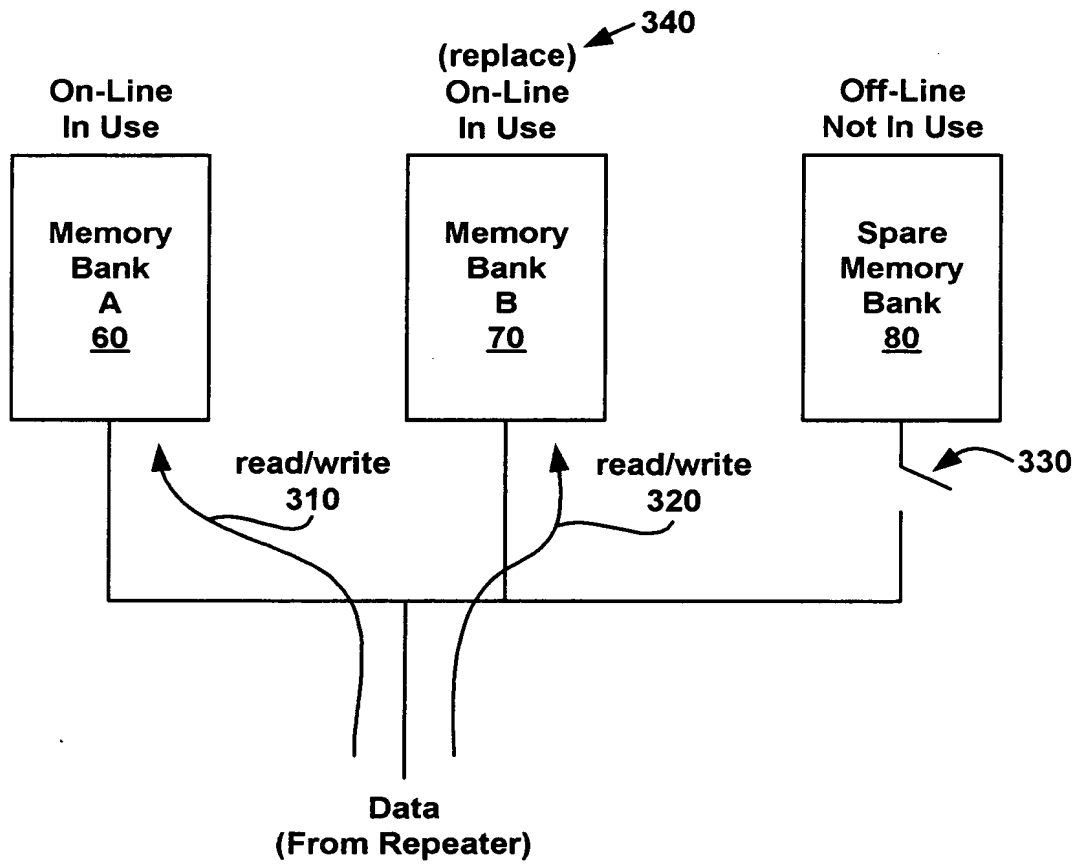 340
(replace)
On-Line
In Use
On-Line
In Use
Off-Line
Not In Use
Memory
Bank
A
60
Memory
Bank
B
70
Spare
Memory
Bank
80
read/write
310
read/write
320
330
Data
(From Repeater)